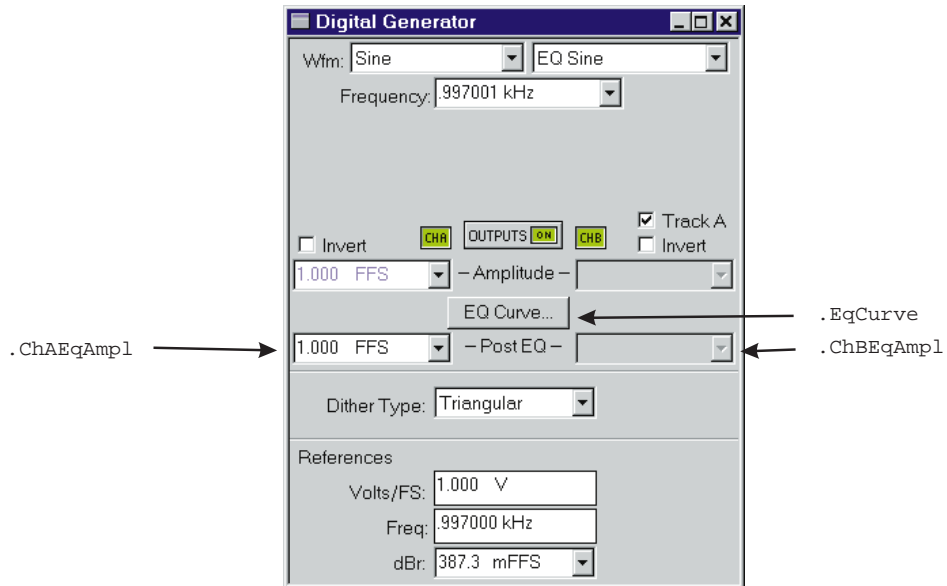 Digital Generator
Wfm: Sine EQ Sine
Frequency: .997001 kHz
Track A
Invert CHA OUTPUTS ON CHB Invert
1.000 FFS – Amplitude –
EQ Curve... .EqCurve
.ChAEqAmpl 1.000 FFS – Post EQ – .ChBEqAmpl
Dither Type: Triangular
References
Volts/FS: 1.000 V
Freq: .997000 kHz
dBr: 387.3 mFFS